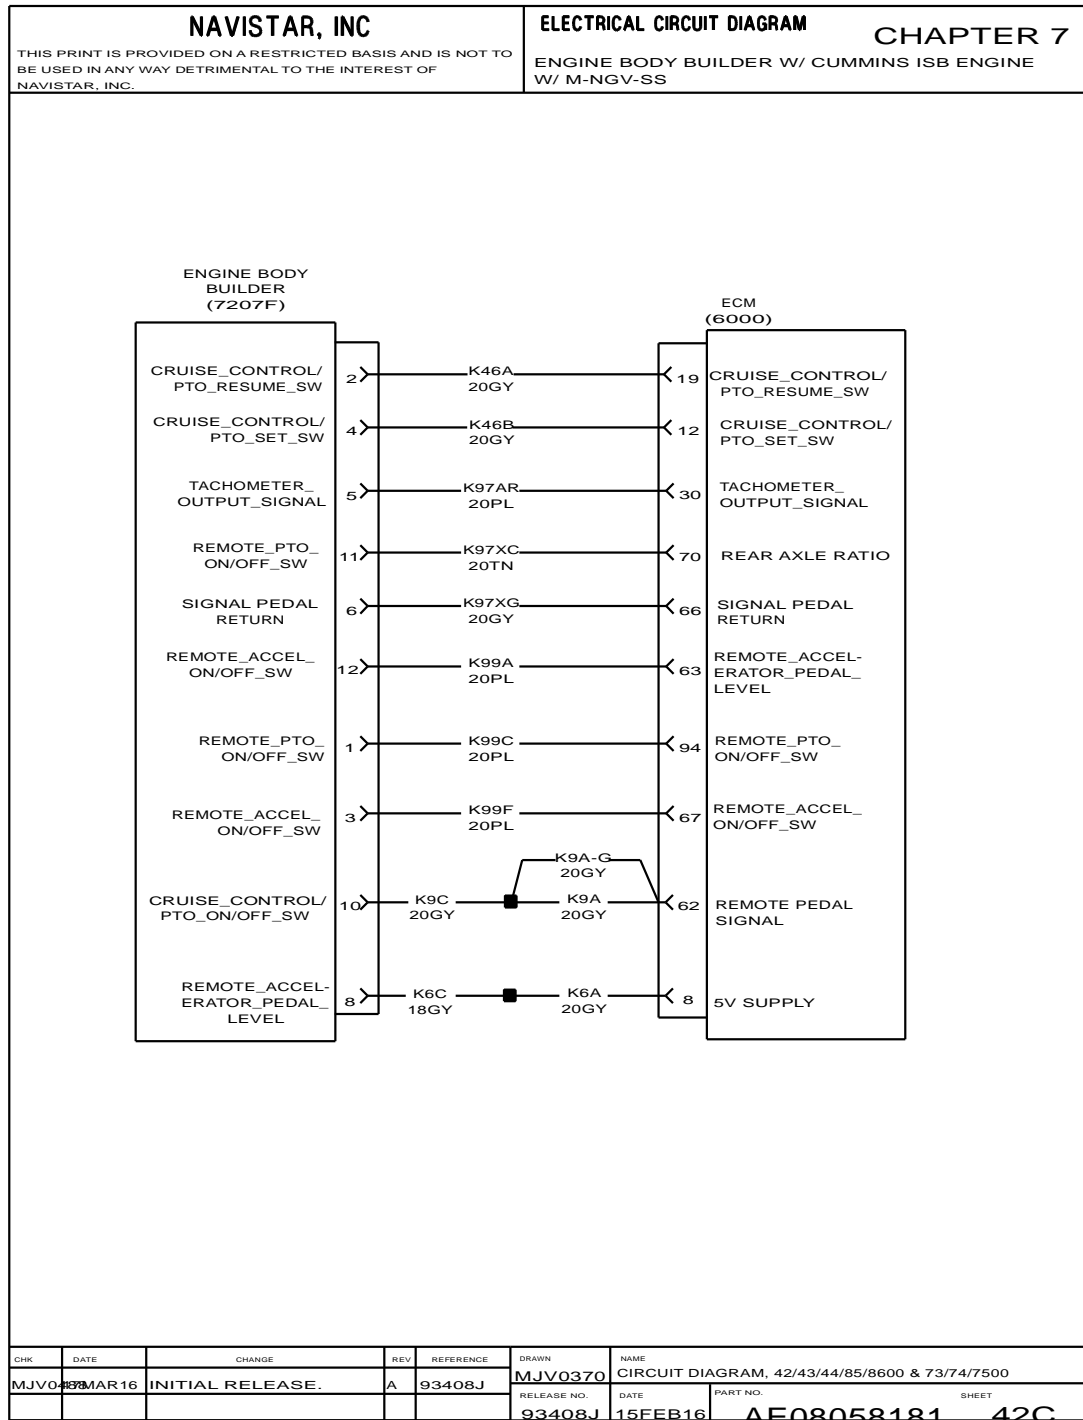 NAVISTAR, INC
THIS PRINT IS PROVIDED ON A RESTRICTED BASIS AND IS NOT TO
BE USED IN ANY WAY DETRIMENTAL TO THE INTEREST OF
NAVISTAR, INC.
ELECTRICAL CIRCUIT DIAGRAM
CHAPTER 7
ENGINE BODY BUILDER W/ CUMMINS ISB ENGINE
W/ M-NGV-SS
ENGINE BODY
BUILDER
(7207F)
ECM
(6000)
CRUISE_CONTROL/
PTO_RESUME_SW
2
K46A
20GY
19
CRUISE_CONTROL/
PTO_RESUME_SW
CRUISE_CONTROL/
PTO_SET_SW
4
K46B
20GY
12
CRUISE_CONTROL/
PTO_SET_SW
TACHOMETER_
OUTPUT_SIGNAL
5
K97AR
20PL
30
TACHOMETER_
OUTPUT_SIGNAL
REMOTE_PTO_
ON/OFF_SW
11
K97XC
20TN
70
REAR AXLE RATIO
SIGNAL PEDAL
RETURN
6
K97XG
20GY
66
SIGNAL PEDAL
RETURN
REMOTE_ACCEL_
ON/OFF_SW
12
K99A
20PL
63
REMOTE_ACCEL-
ERATOR_PEDAL_
LEVEL
REMOTE_PTO_
ON/OFF_SW
1
K99C
20PL
94
REMOTE_PTO_
ON/OFF_SW
REMOTE_ACCEL_
ON/OFF_SW
3
K99F
20PL
67
REMOTE_ACCEL_
ON/OFF_SW
K9A-G
20GY
CRUISE_CONTROL/
PTO_ON/OFF_SW
10
K9C
20GY
K9A
20GY
62
REMOTE PEDAL
SIGNAL
REMOTE_ACCEL-
ERATOR_PEDAL_
LEVEL
8
K6C
18GY
K6A
20GY
8
5V SUPPLY
CHK DATE CHANGE REV REFERENCE
MAR16 INITIAL RELEASE. A 93408J
DRAWN
MJV0370
NAME
CIRCUIT DIAGRAM, 42/43/44/85/8600 & 73/74/7500
RELEASE NO.
93408J
DATE
15FEB16
PART NO.
AE08058181
SHEET
42C